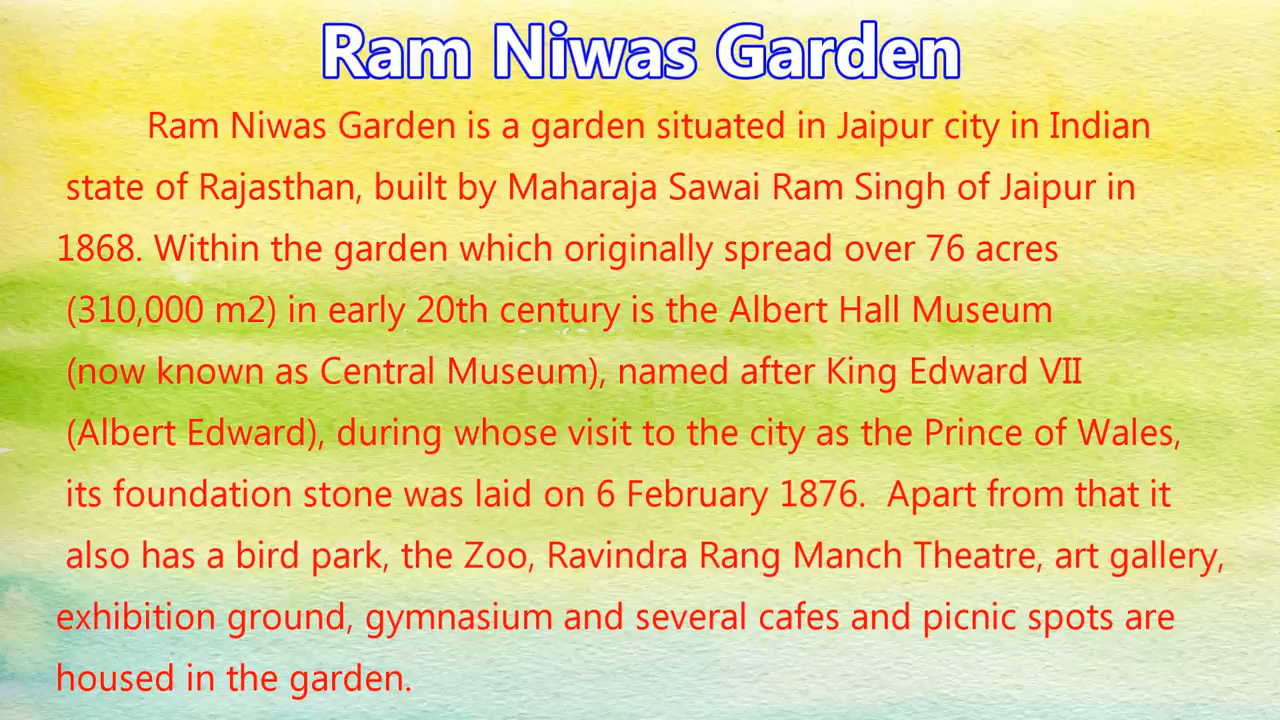 Ram Niwas Garden
Ram Niwas Garden is a garden situated in Jaipur city in Indian
state of Rajasthan, built by Maharaja Sawai Ram Singh of Jaipur in
1868. Within the garden which originally spread over 76 acres
(310,000 m2) in early 20th century is the Albert Hall Museum
(now known as Central Museum), named after King Edward VII
(Albert Edward), during whose visit to the city as the Prince of Wales,
its foundation stone was laid on 6 February 1876.  Apart from that it
also has a bird park, the Zoo, Ravindra Rang Manch Theatre, art gallery,
exhibition ground, gymnasium and several cafes and picnic spots are
housed in the garden.